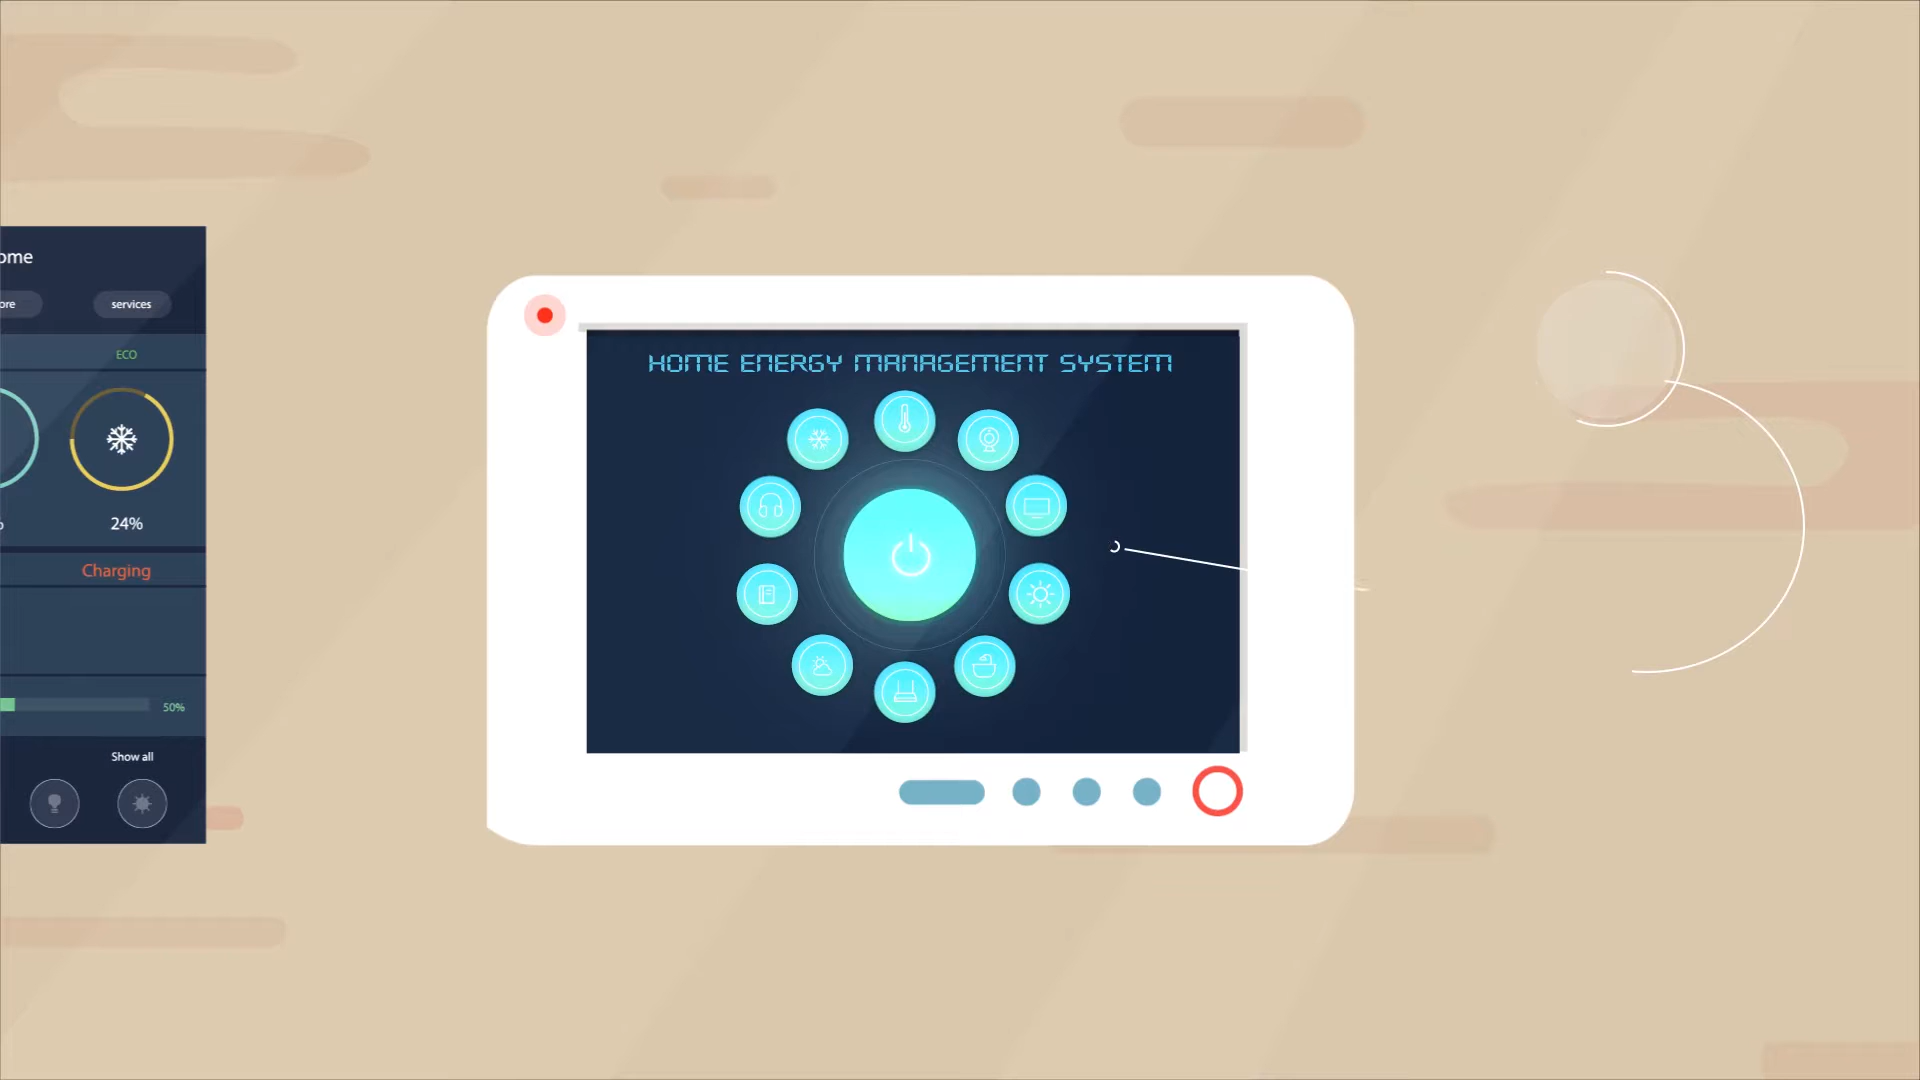 ome
ore
services
ECO
%
24%
Charging
50%
Show all
HOME ENERGY MANAGEMENT SYSTEM